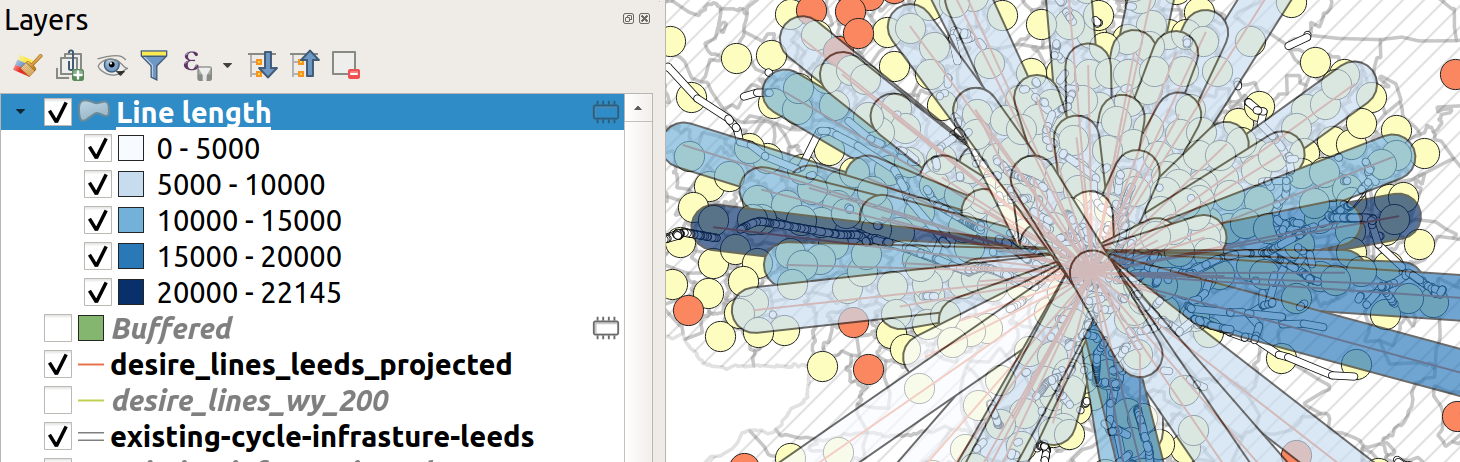 Layers
Line length
0 - 5000
5000 - 10000
10000 - 15000
15000 - 20000
20000 - 22145
Buffered
desire_lines_leeds_projected
desire_lines_wy_200
existing-cycle-infrasture-leeds